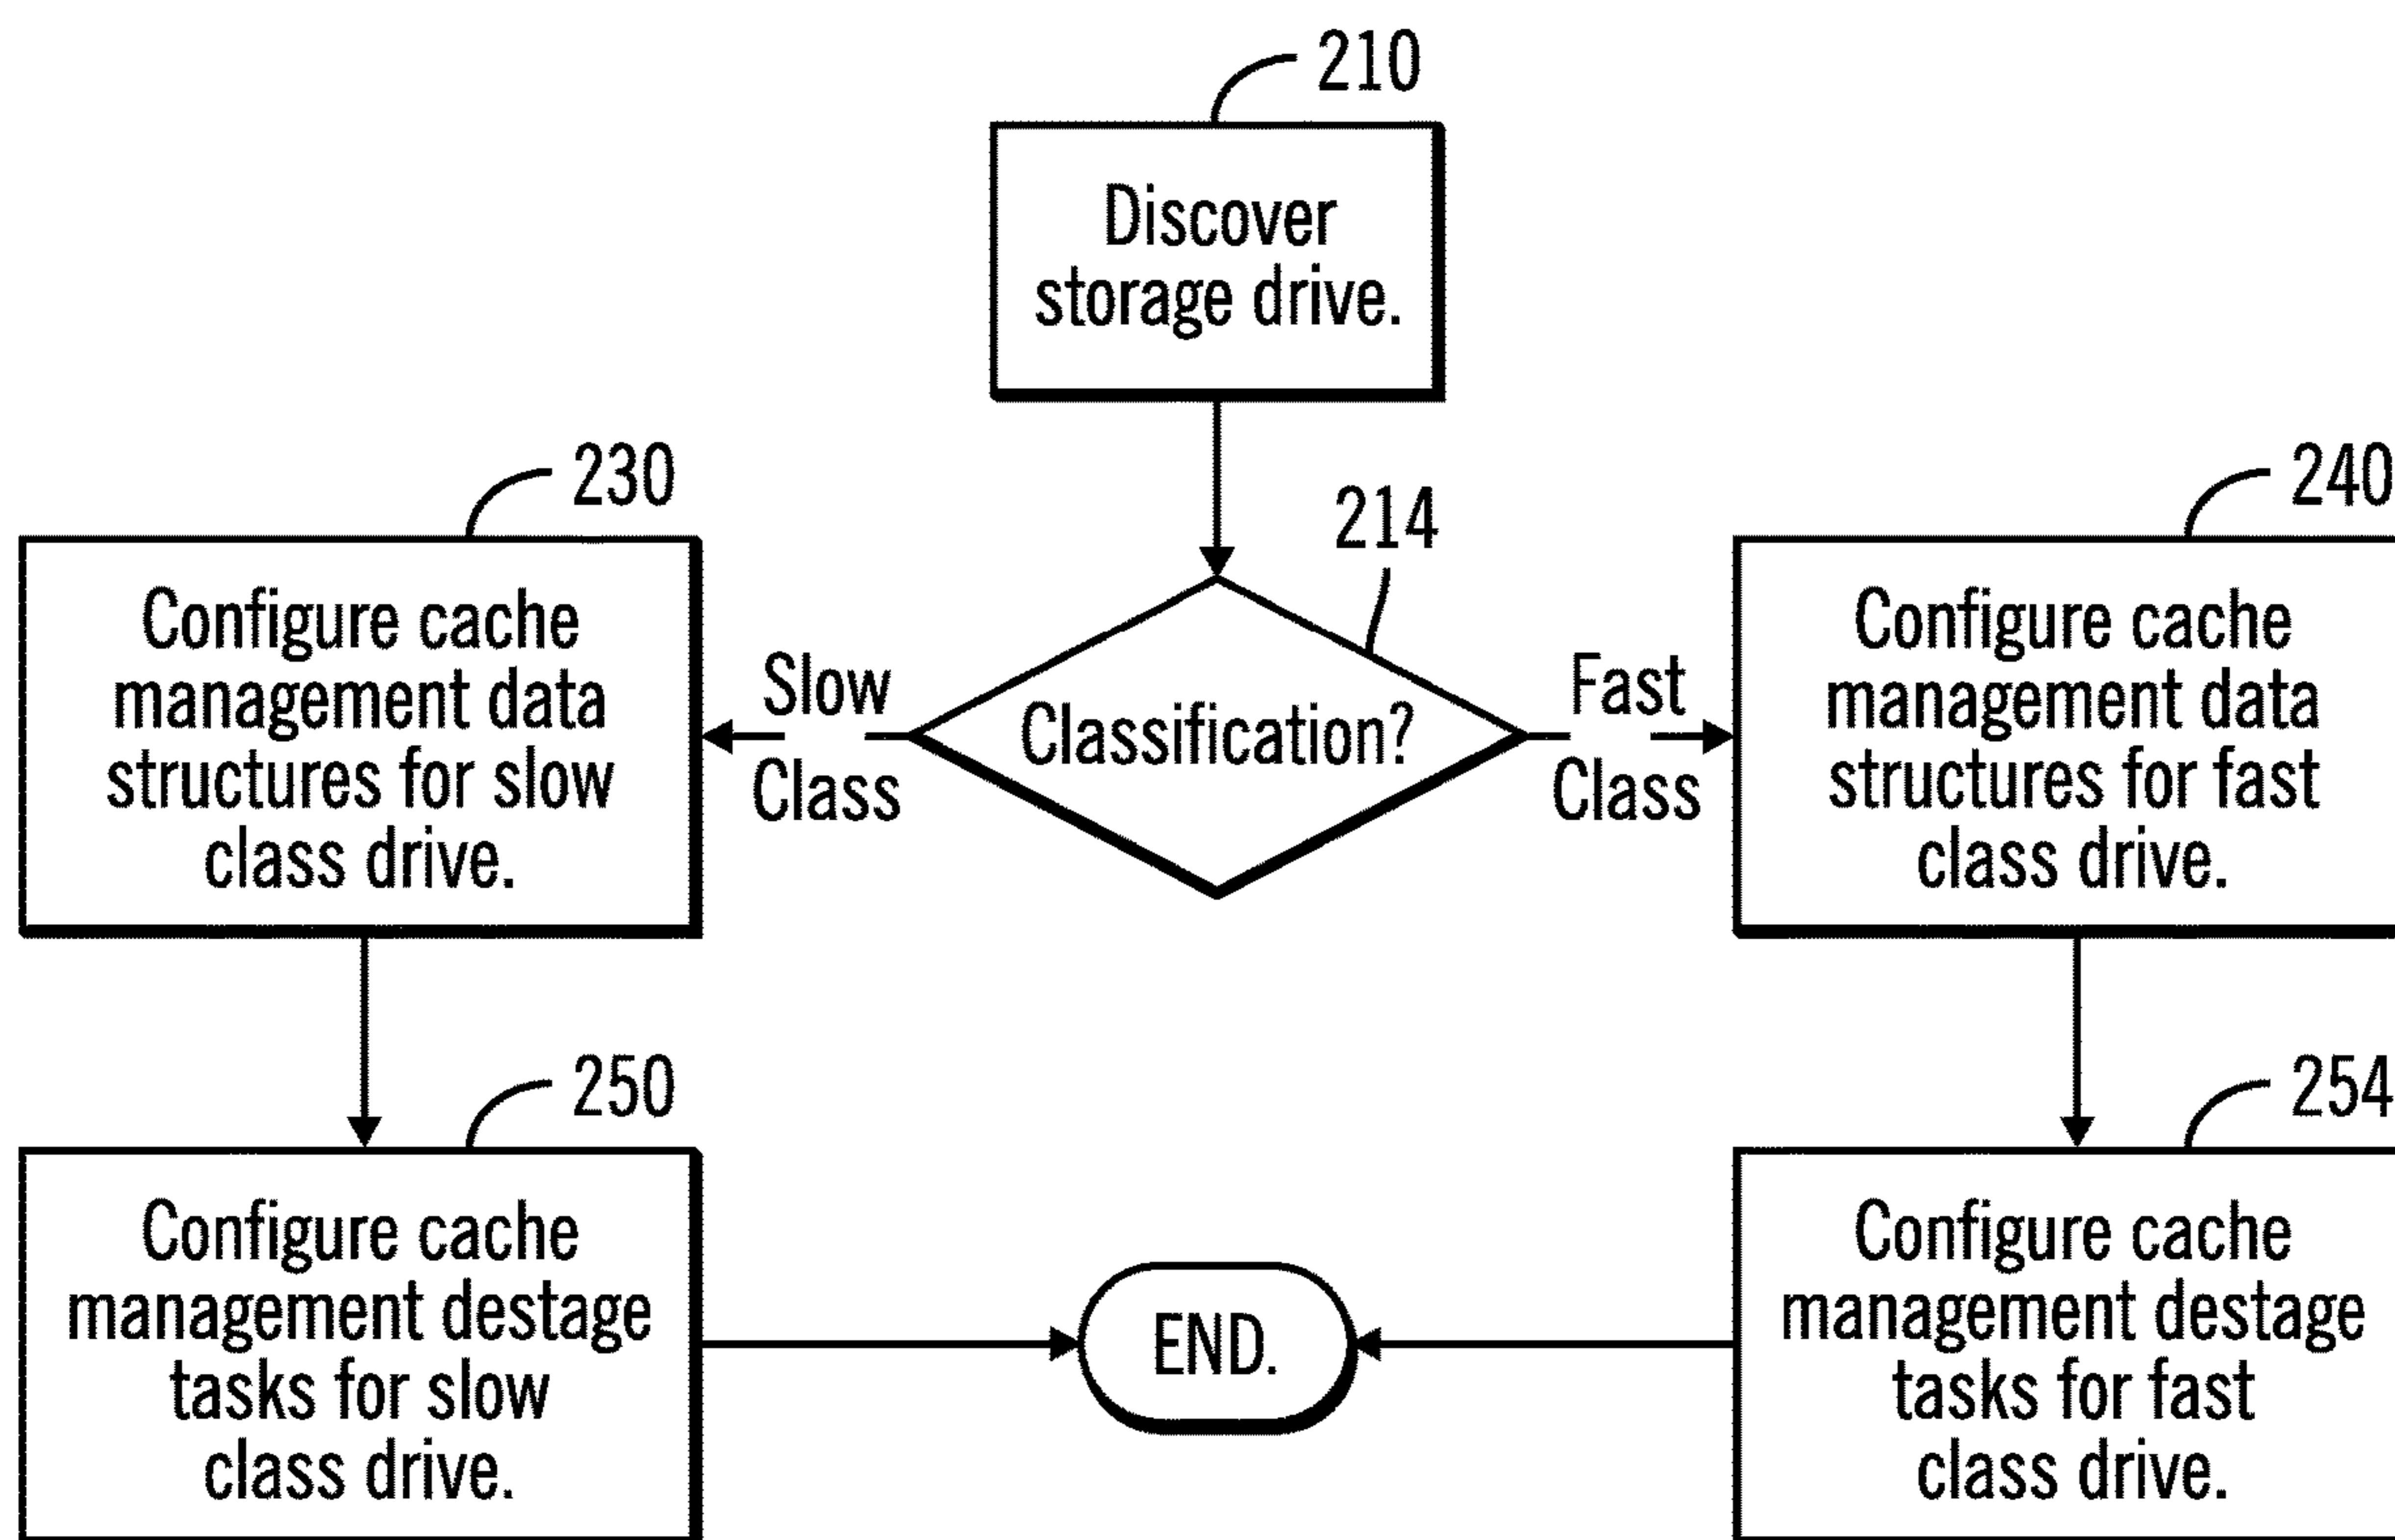 210
Discover
storage drive.
230
Configure cache
management data
structures for slow
class drive.
Slow
Class
214
Classification?
Fast
Class
240
Configure cache
management data
structures for fast
class drive.
250
Configure cache
management destage
tasks for slow
class drive.
END.
254
Configure cache
management destage
tasks for fast
class drive.